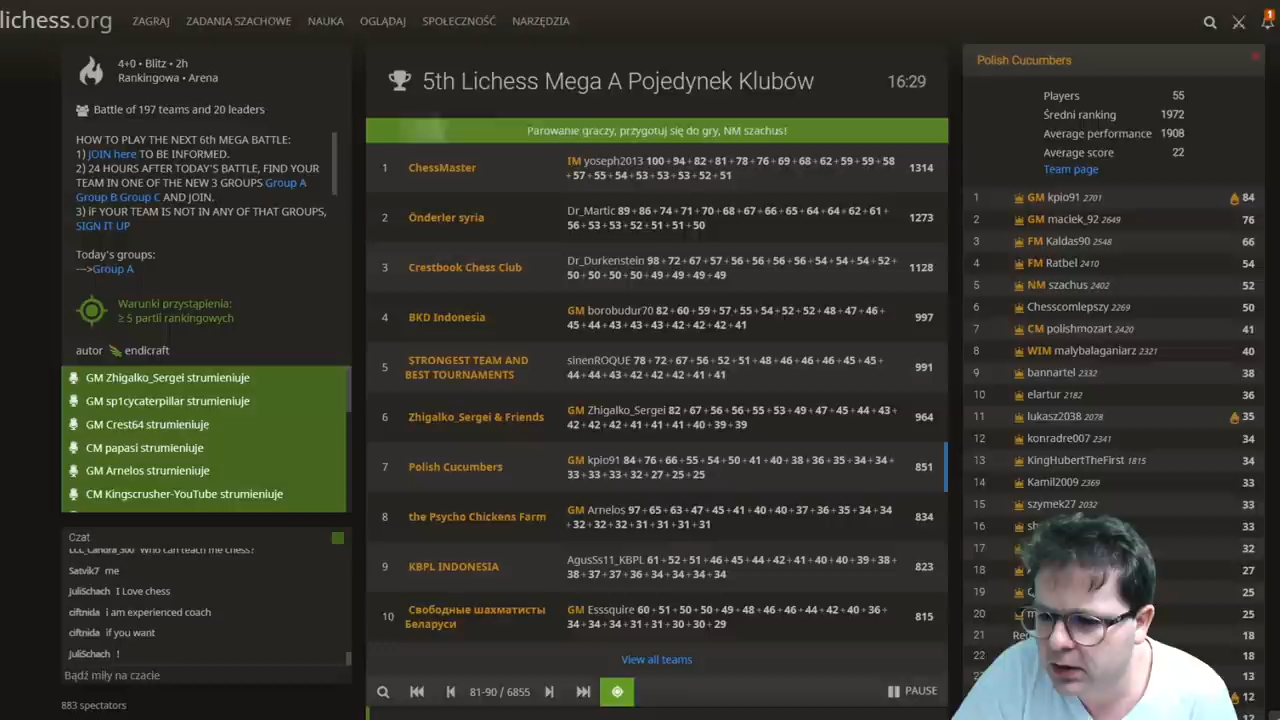 lichess.org
ZAGRAJ ZADANIA SZACHOWE NAUKA OGLĄDAJ SPOŁECZNOŚĆ NARZĘDZIA
1
4+0 • Blitz • 2h
Rankingowa • Arena
Battle of 197 teams and 20 leaders
HOW TO PLAY THE NEXT 6th MEGA BATTLE:
1) JOIN here TO BE INFORMED.
2) 24 HOURS AFTER TODAY'S BATTLE, FIND YOUR
TEAM IN ONE OF THE NEW 3 GROUPS Group A
Group B Group C AND JOIN.
3) IF YOUR TEAM IS NOT IN ANY OF THAT GROUPS,
SIGN IT UP
Today's groups:
--->Group A
Warunki przystąpienia:
≥ 5 partii rankingowych
autor endicraft
GM Zhigalko_Sergei strumieniuje
GM sp1cycaterpillar strumieniuje
GM Crest64 strumieniuje
CM papasi strumieniuje
GM Arnelos strumieniuje
CM Kingscrusher-YouTube strumieniuje
Czat
Who can teach me chess?
Satvik7 me
JuliSchach I Love chess
ciftnida i am experienced coach
ciftnida if you want
JuliSchach !
Bądź miły na czacie
883 spectators
5th Lichess Mega A Pojedynek Klubów 16:29
Parowanie graczy, przygotuj się do gry, NM szachus!
1 ChessMaster IM yoseph2013 100+94+82+81+78+76+69+68+62+59+59+58
+57+55+54+53+53+53+52+51 1314
2 Önderler syria Dr_Martic 89+86+74+71+70+68+67+66+65+64+64+62+61+
56+53+53+52+51+51+50 1273
3 Crestbook Chess Club Dr_Durkenstein 98+72+67+57+56+56+56+56+54+54+54+52+
50+50+50+50+49+49+49+49 1128
4 BKD Indonesia GM borobudur70 82+60+59+57+55+54+52+52+48+47+46+
45+44+43+43+43+42+42+42+41 997
5 STRONGEST TEAM AND
BEST TOURNAMENTS sinenROQUE 78+72+67+56+52+51+48+46+46+46+45+45+
44+44+43+42+42+42+41+41 991
6 Zhigalko_Sergei & Friends GM Zhigalko_Sergei 82+67+56+56+55+53+49+47+45+44+43+
42+42+42+41+41+41+40+39+39 964
7 Polish Cucumbers GM kpio91 84+76+66+55+54+50+41+40+38+36+35+34+34+
33+33+33+32+27+25+25 851
8 the Psycho Chickens Farm GM Arnelos 97+65+63+47+45+41+40+40+37+36+35+34+34
+32+32+32+31+31+31+31 834
9 KBPL INDONESIA AgusSs11_KBPL 61+52+51+46+45+44+42+41+40+40+39+38+
38+37+37+36+34+34+34+34 823
10 Свободные шахматисты
Беларуси GM Esssquire 60+51+50+50+49+48+46+46+44+42+40+36+
34+34+34+31+31+30+30+29 815
View all teams
81-90 / 6855 PAUSE
Polish Cucumbers
Players 55
Średni ranking 1972
Average performance 1908
Average score 22
Team page
1 GM kpio91 2701 84
2 GM maciek_92 2649 76
3 FM Kaldas90 2548 66
4 FM Ratbel 2410 54
5 NM szachus 2402 52
6 Chesscomlepszy 2269 50
7 CM polishmozart 2420 41
8 WIM malybalaganiarz 2321 40
9 bannartel 2332 38
10 elartur 2182 36
11 lukasz2038 2078 35
12 konradre007 2341 34
13 KingHubertTheFirst 1815 34
14 Kamil2009 2369 33
15 szymek27 2032 33
16 33
17 32
18 27
19 25
20 25
21 18
22 18
13
12